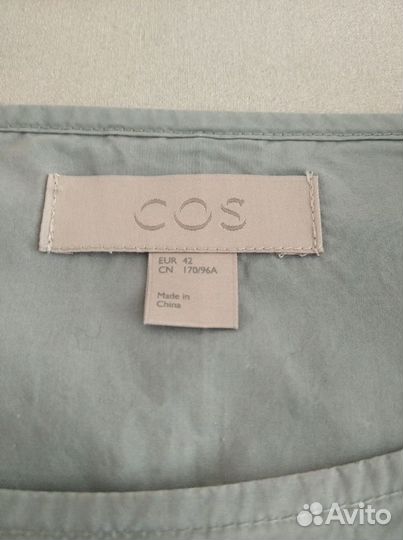 COS
EUR 42
CN 170/96A
Made in
China
Avito